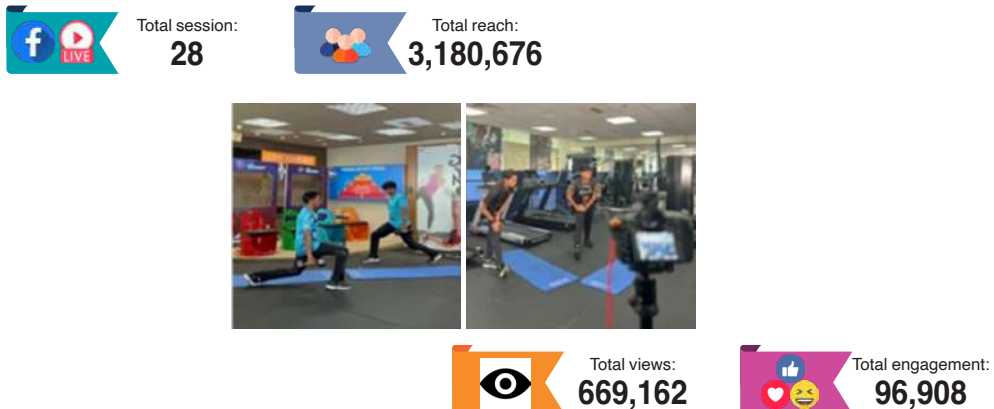 LIVE
Total session:
28
Total reach:
3,180,676
Total views:
669,162
Total engagement:
96,908